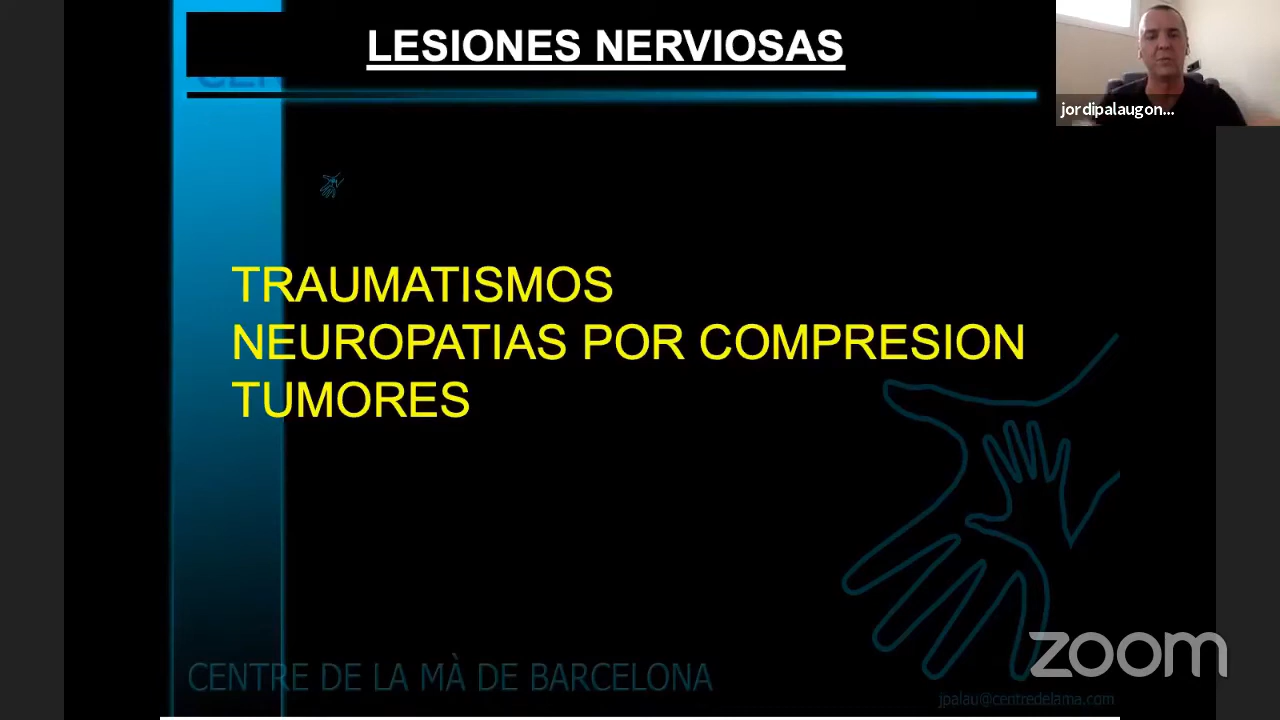 LESIONES NERVIOSAS
jordipalaugon...
TRAUMATISMOS
NEUROPATIAS POR COMPRESION
TUMORES
zoom
CENTRE DE LA MÀ DE BARCELONA
jpalau@centredelama.com